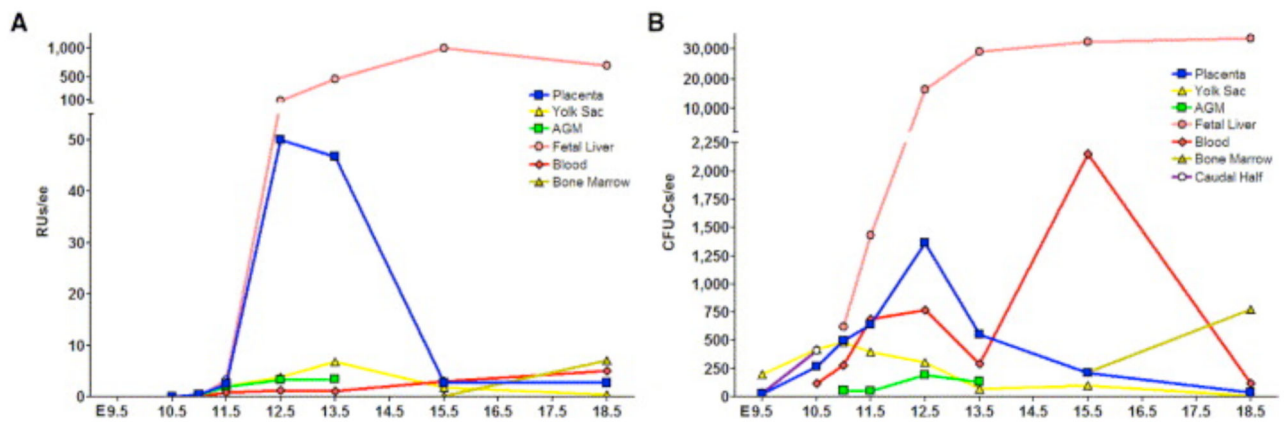 A
RUs/ee
1,000
500
100
50
40
30
20
10
0
E9.5
10.5
11.5
12.5
13.5
15.5
16.5
17.5
18.5
Placenta
Yolk Sac
AGM
Fetal Liver
Blood
Bone Marrow
B
CFU-Cs/ee
30,000
20,000
10,000
2,250
2,000
1,750
1,500
1,250
1,000
750
500
250
0
E9.5
10.5
11.5
12.5
13.5
15.5
16.5
17.5
18.5
Placenta
Yolk Sac
AGM
Fetal Liver
Blood
Bone Marrow
Caudal Half